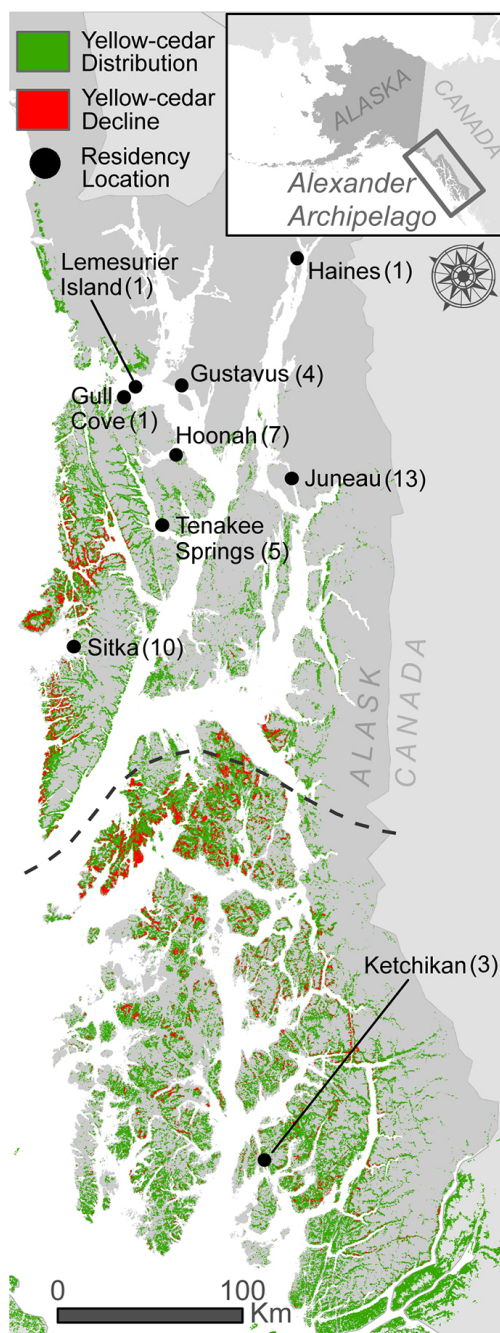 Yellow-cedar
Distribution
Yellow-cedar
Decline
Residency
Location
ALASKA
CANADA
Alexander
Archipelago
Lemesurier
Island (1)
Haines (1)
Gustavus (4)
Gull
Cove (1)
Hoonah (7)
Juneau (13)
Tenakee
Springs (5)
Sitka (10)
ALASK
CANADA
Ketchikan (3)
0 100
Km